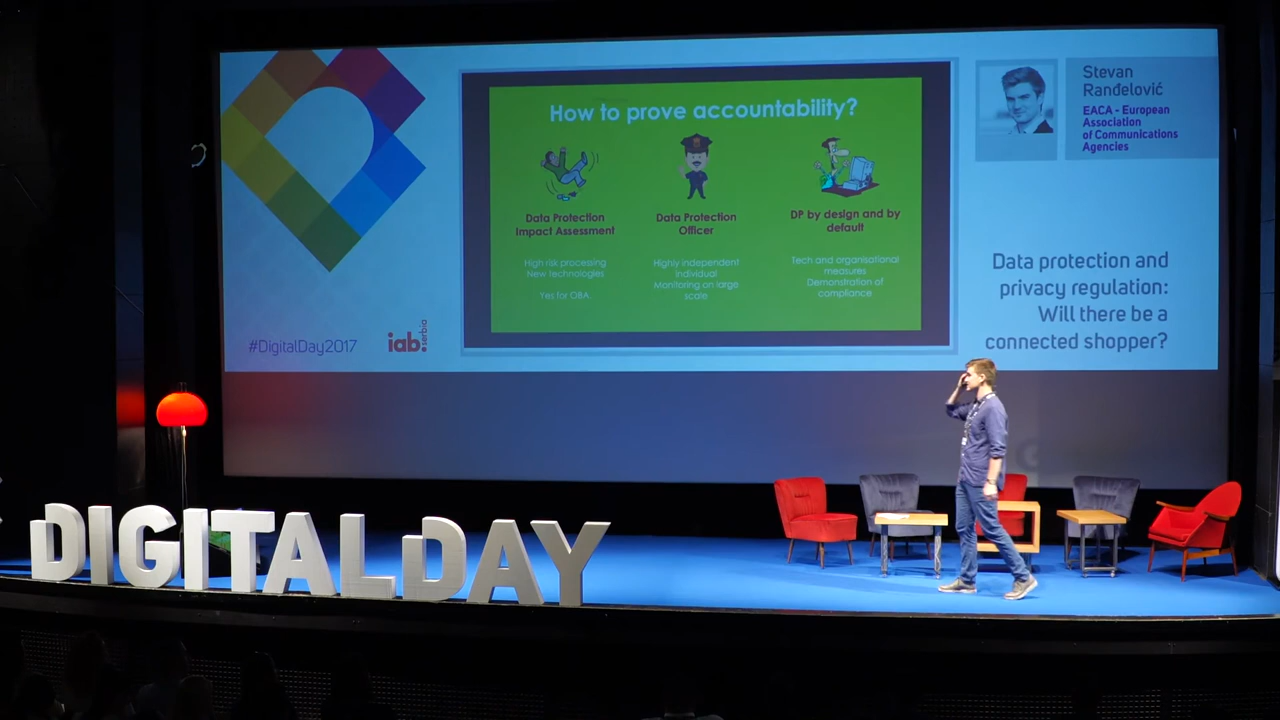 How to prove accountability?
Data Protection
Impact Assessment
High risk processing
New Technologies
Yes for OBA
Data Protection
Officer
Highly independent
individual
Monitoring on large
scale
DP by design and by
default
Tech and organisational
measures
Demonstration of
compliance
Stevan
Ranđelović
EACA - European
Association
of Communications
Agencies
Data protection and
privacy regulation:
Will there be a
connected shopper?
#DigitalDay2017
iab.
serbia
DIGITAL DAY